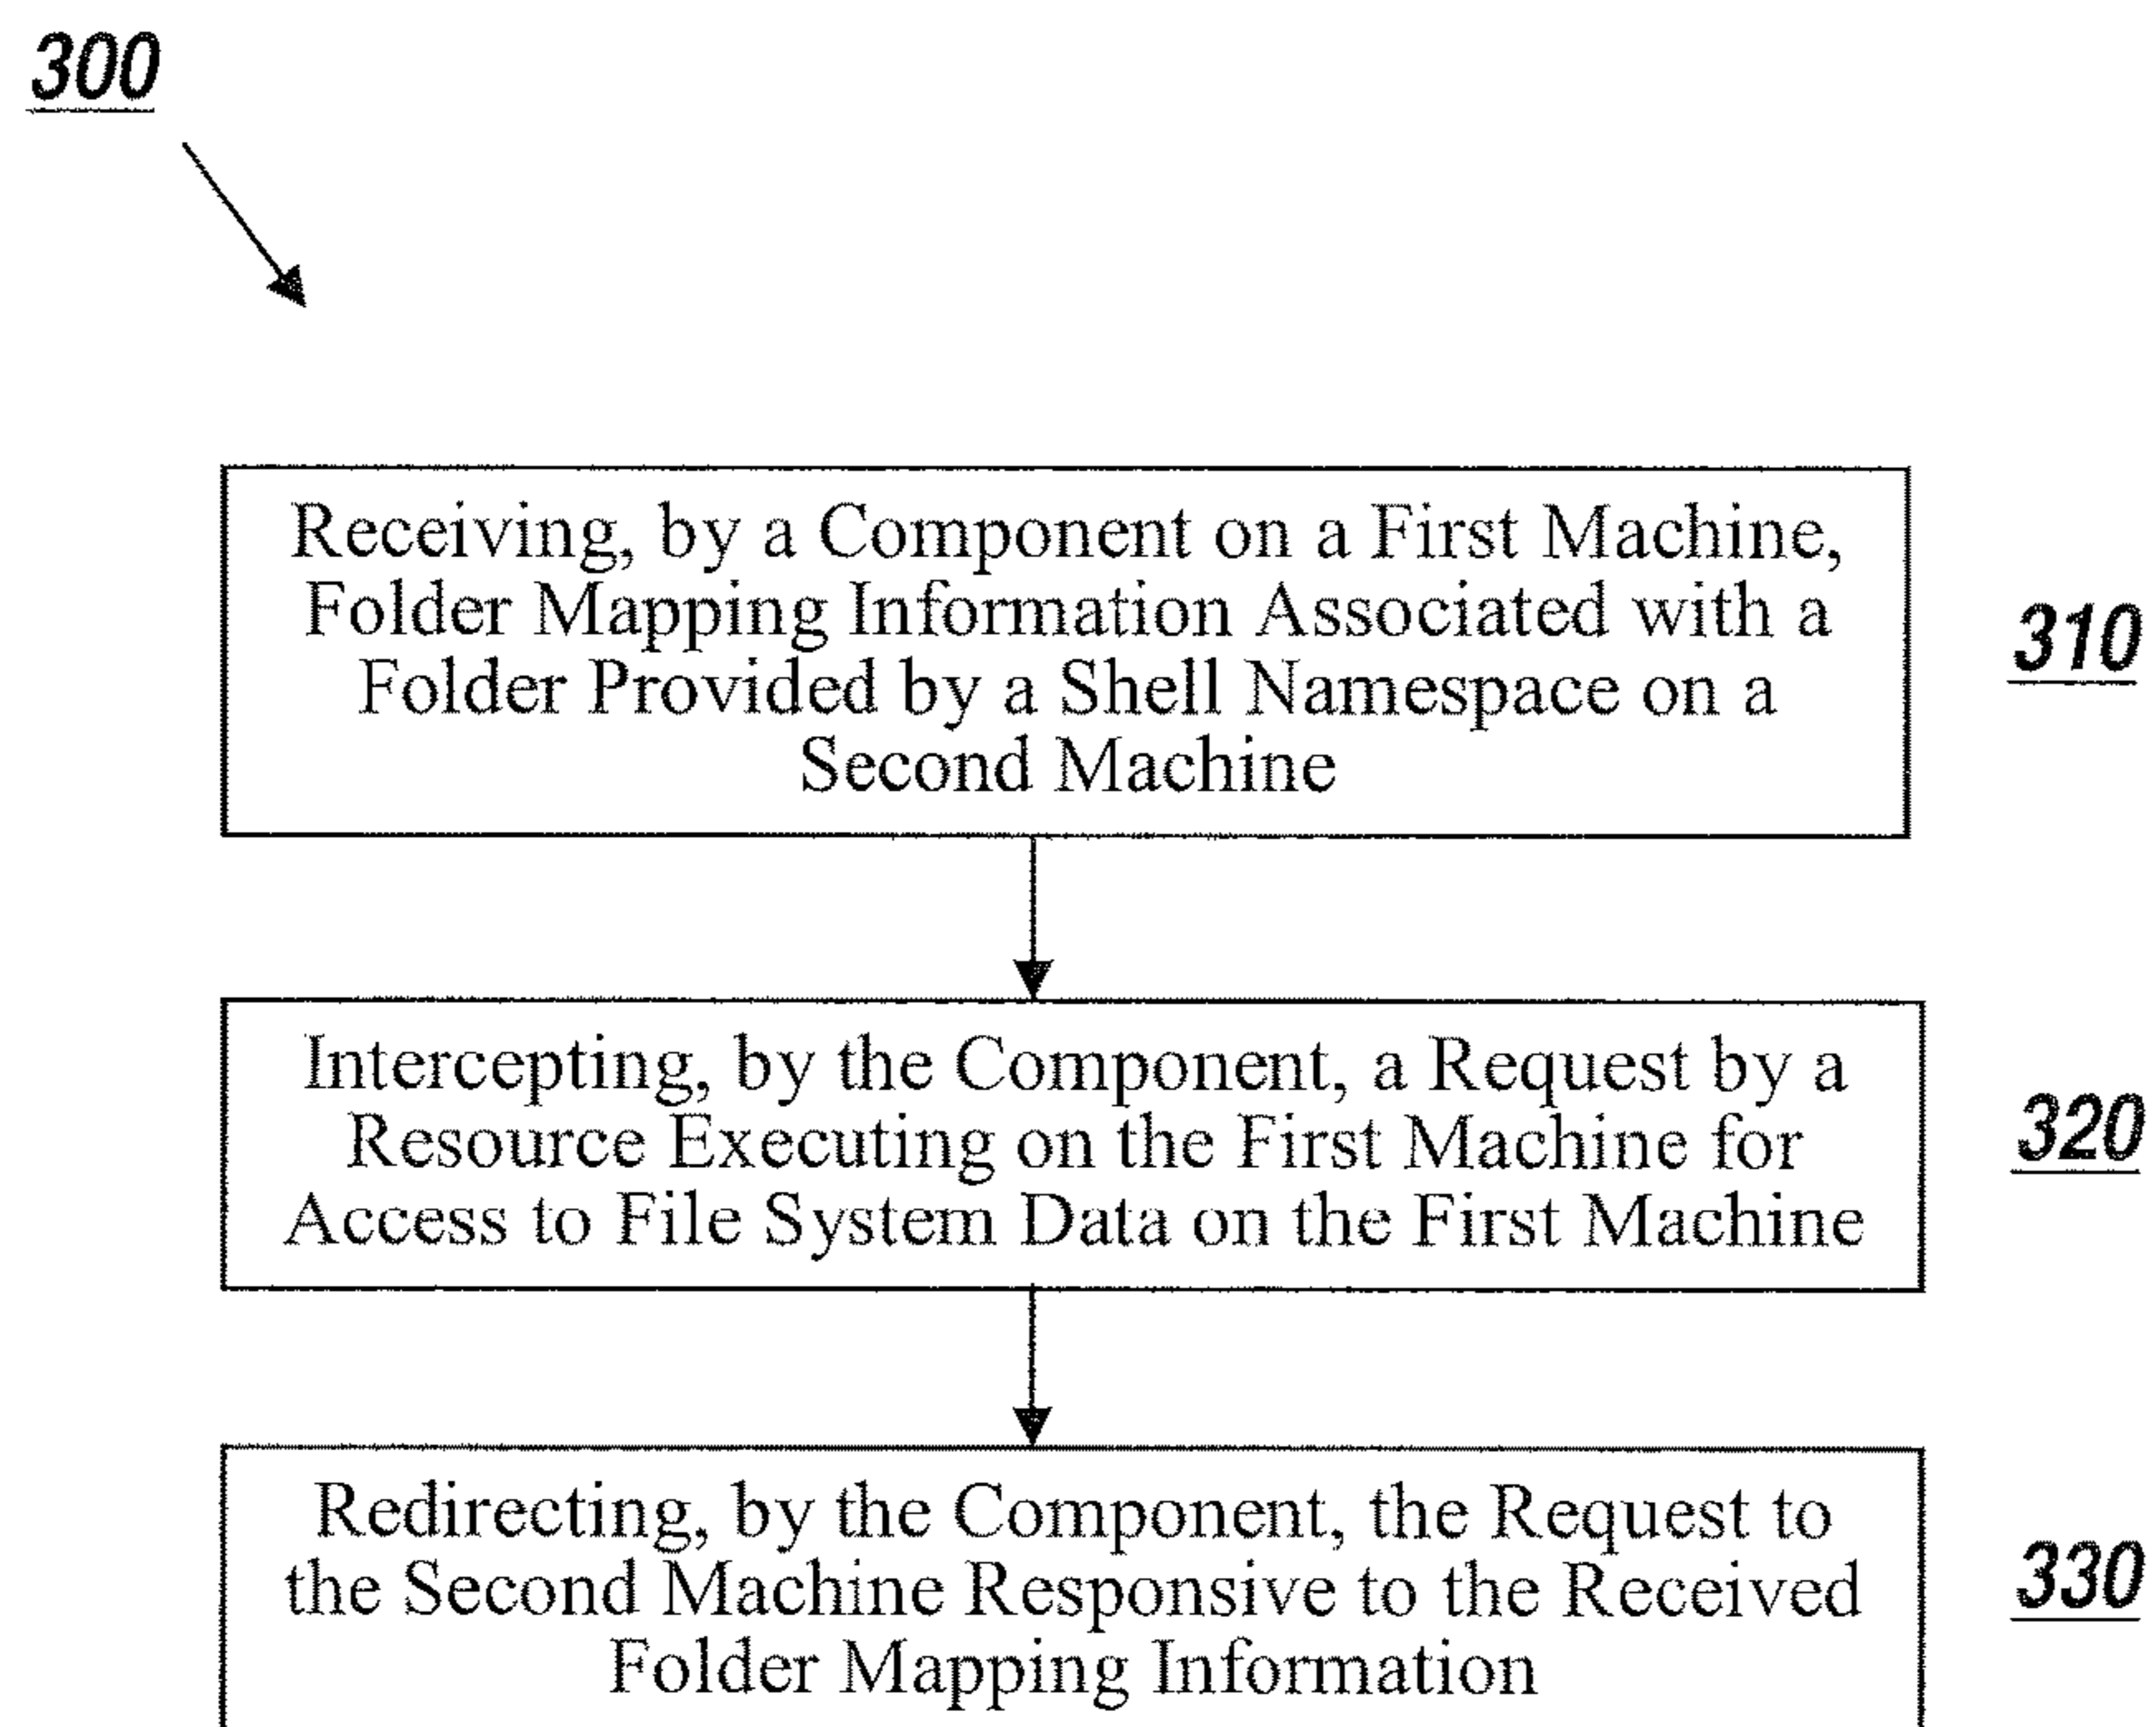 300
Receiving, by a Component on a First Machine,
Folder Mapping Information Associated with a
Folder Provided by a Shell Namespace on a
Second Machine
310
Intercepting, by the Component, a Request by a
Resource Executing on the First Machine for
Access to File System Data on the First Machine
320
Redirecting, by the Component, the Request to
the Second Machine Responsive to the Received
Folder Mapping Information
330